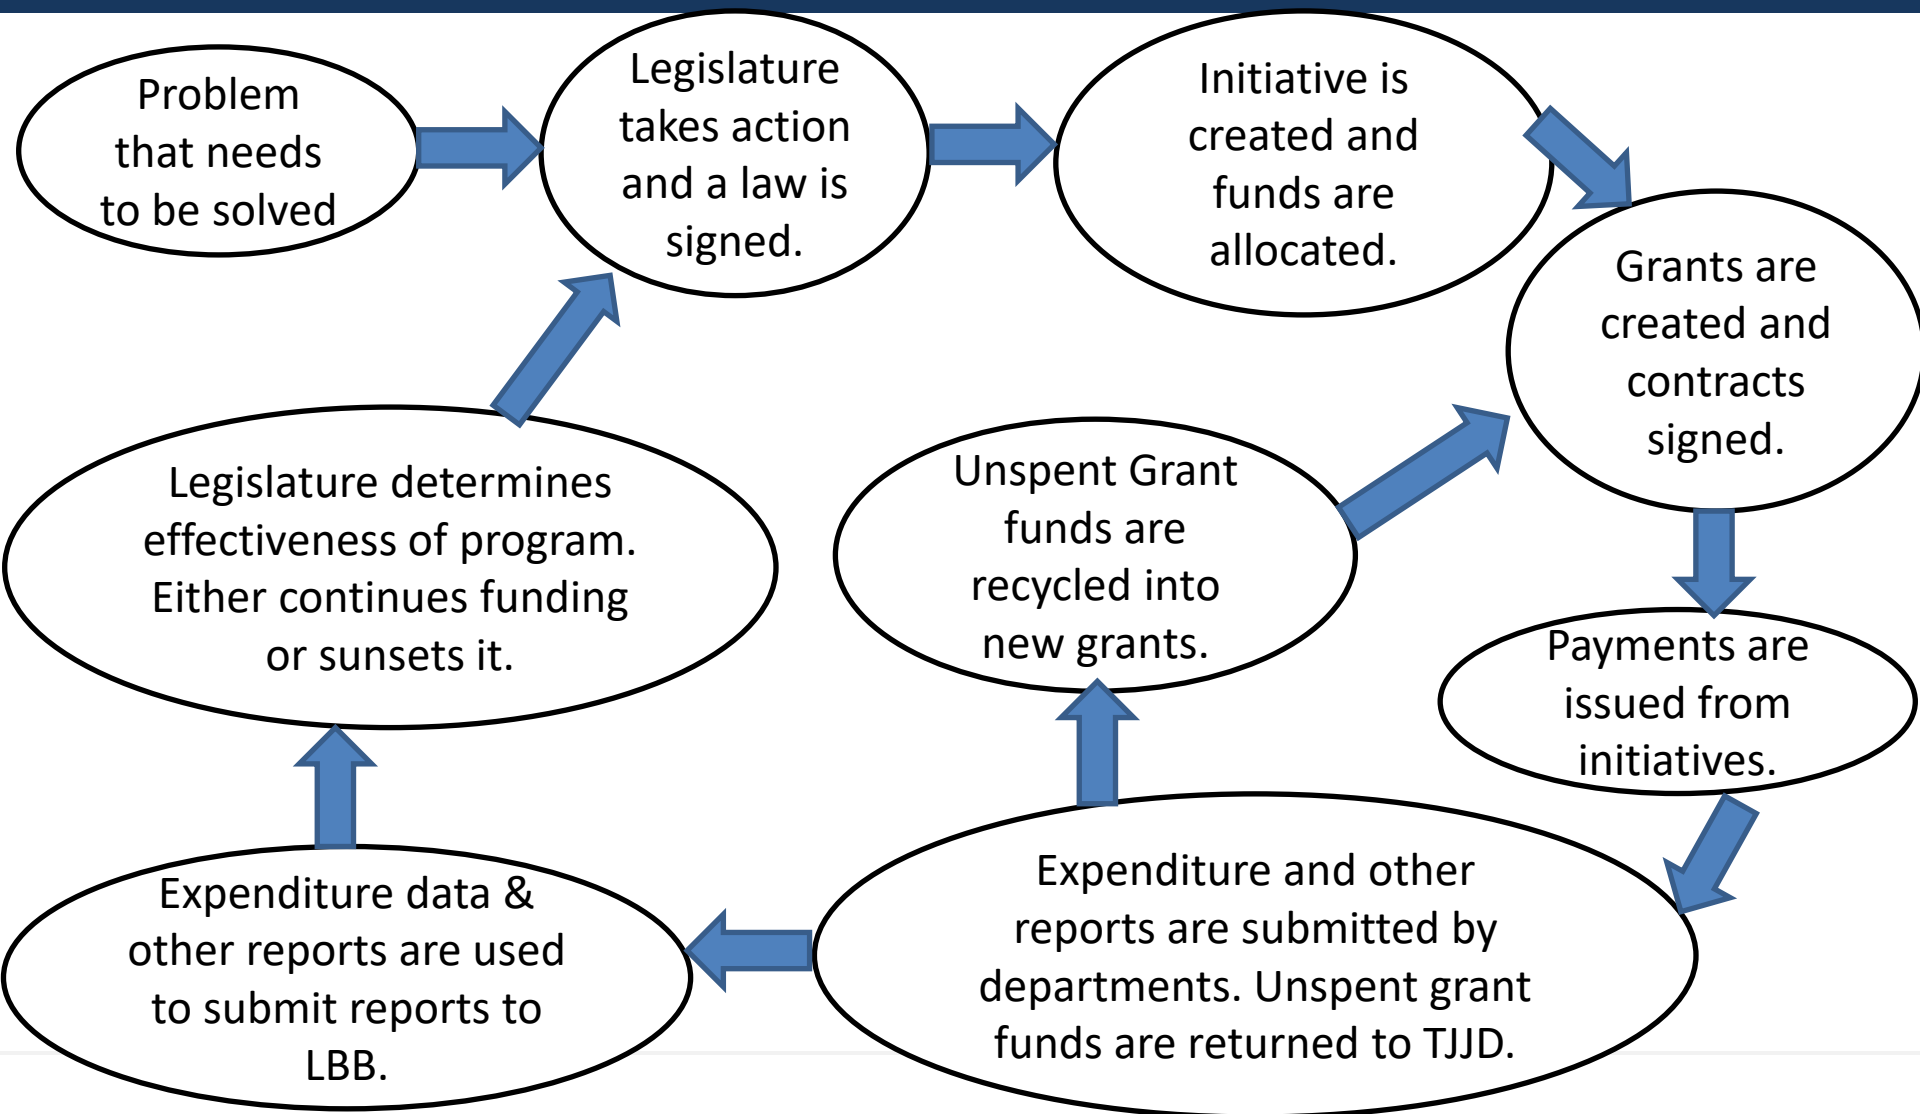 Problem
that needs
to be solved
Legislature
takes action
and a law is
signed.
Initiative is
created and
funds are
allocated.
Grants are
created and
contracts
signed.
Payments are
issued from
initiatives.
Expenditure and other
reports are submitted by
departments. Unspent grant
funds are returned to TJJD.
Unspent Grant
funds are
recycled into
new grants.
Expenditure data &
other reports are used
to submit reports to
LBB.
Legislature determines
effectiveness of program.
Either continues funding
or sunsets it.